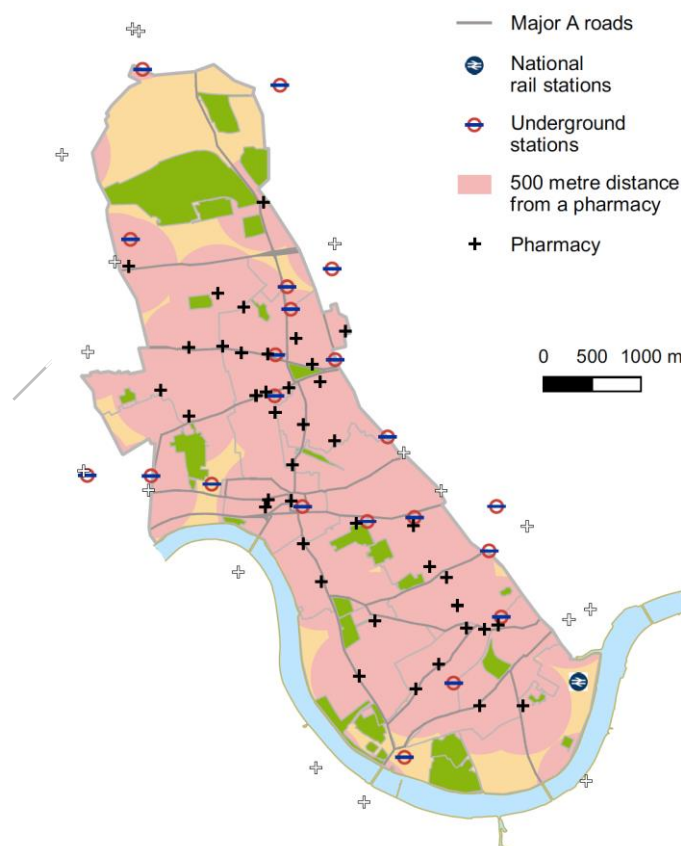 Major A roads
National
rail stations
Underground
stations
500 metre distance
from a pharmacy
Pharmacy
0 500 1000 m